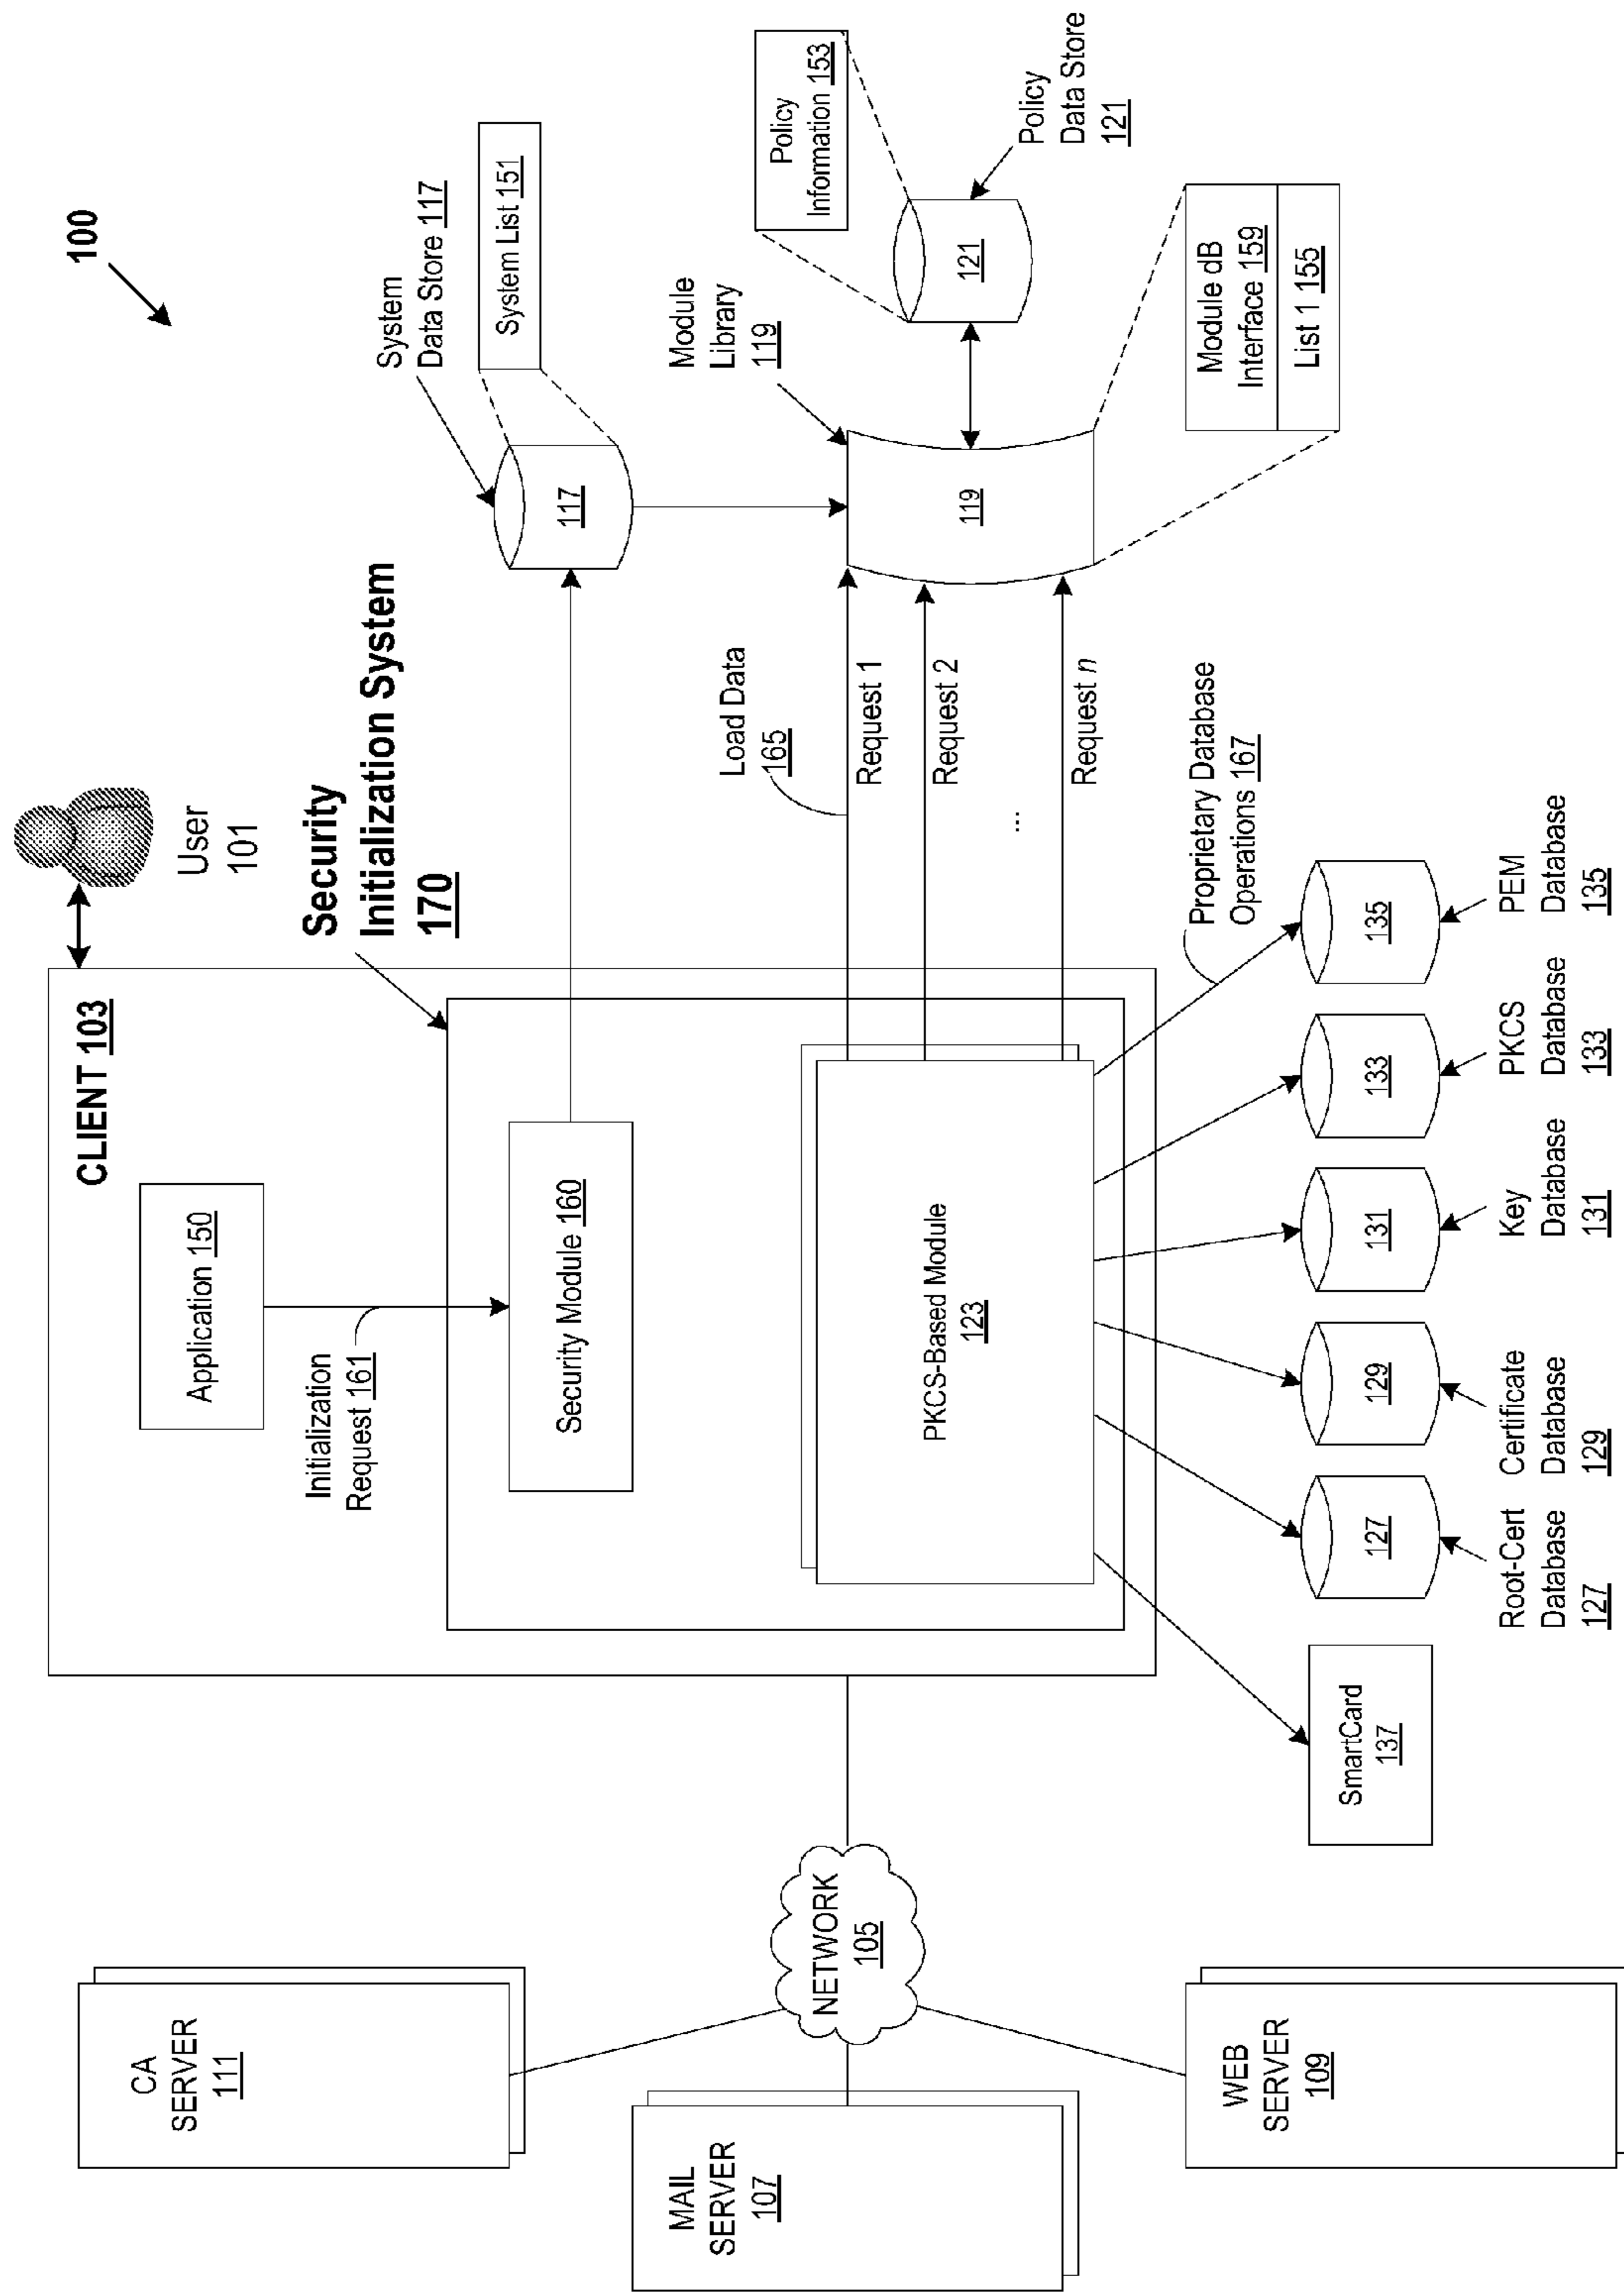 100
User
101
CLIENT 103
Application 150
Initialization
Request 161
Security
Initialization System
170
Security Module 160
PKCS-Based Module
123
System
Data Store 117
117
System List 151
Module
Library
119
119
Policy
Information 153
121
Policy
Data Store
121
Module dB
Interface 159
List 1 155
Load Data
165
Request 1
Request 2
...
Request n
Proprietary Database
Operations 167
CA
SERVER
111
MAIL
SERVER
107
WEB
SERVER
109
NETWORK
105
SmartCard
137
127
Root-Cert
Database
127
129
Certificate
Database
129
131
Key
Database
131
133
PKCS
Database
133
135
PEM
Database
135